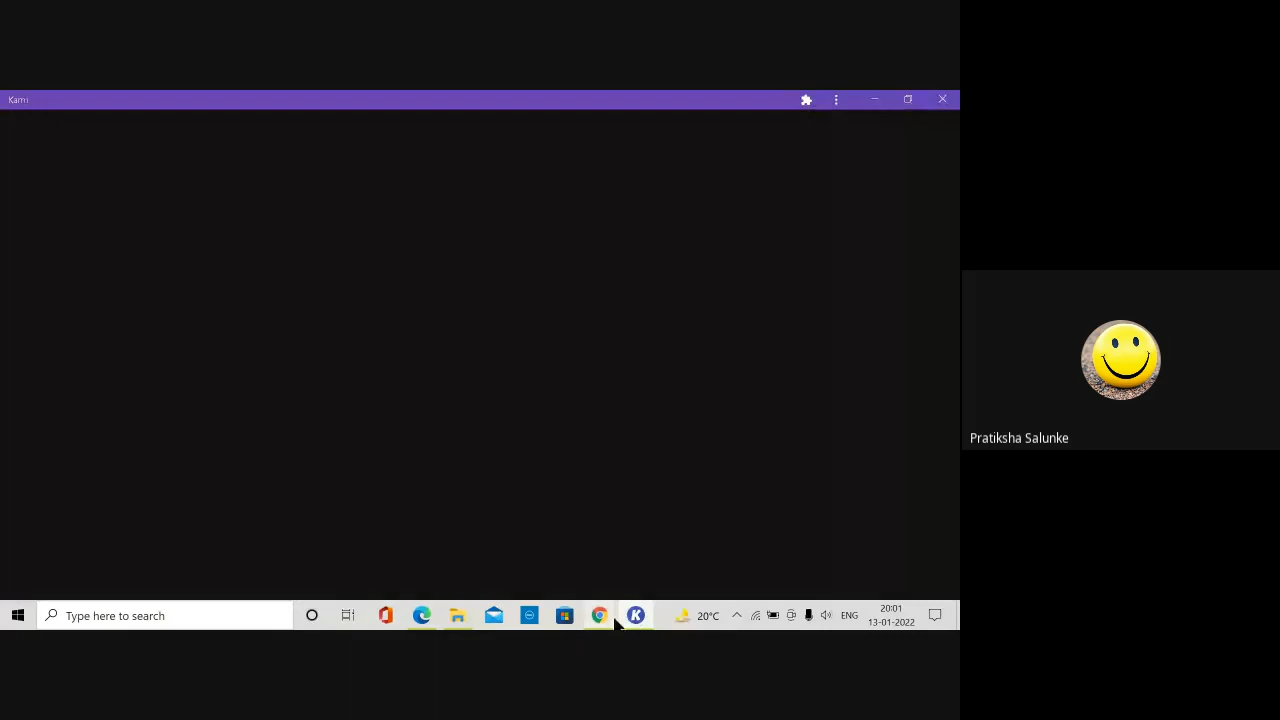 Kami
Pratiksha Salunke
Type here to search
K
20°C
ENG
20:01
13-01-2022